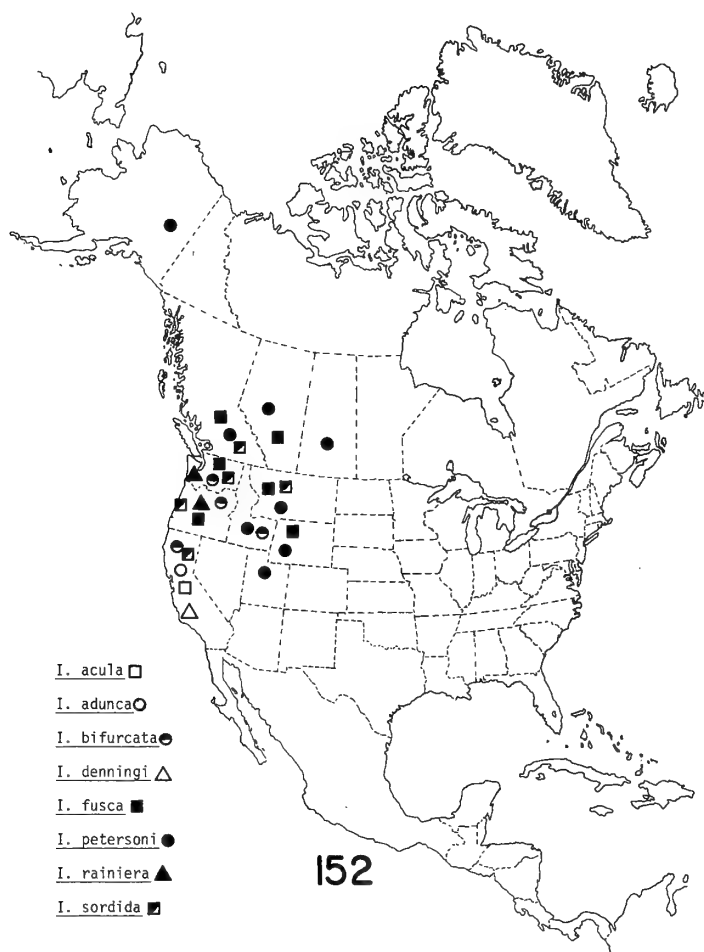 I. acula
I. adunca
I. bifurcata
I. denningi
I. fusca
I. petersoni
I. rainiera
I. sordida
152